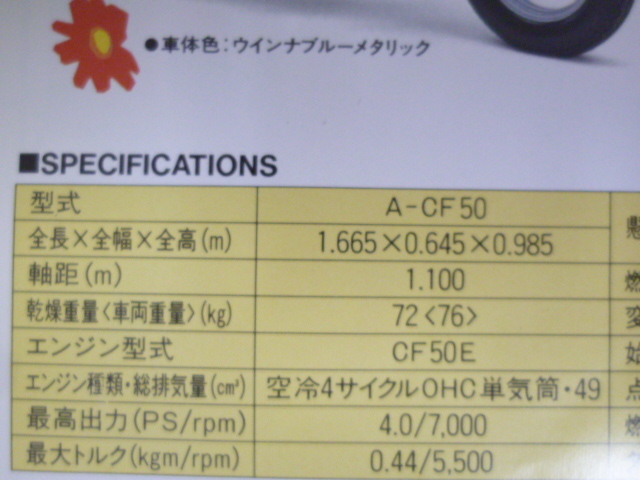 ●車体色:ウインナブルーメタリック
■SPECIFICATIONS
型式 A-CF50
全長×全幅×全高(m) 1.665×0.645×0.985
軸距(m) 1.100
乾燥重量〈車両重量〉(kg) 72〈76〉 変
エンジン型式 CF50E 始
エンジン種類・総排気量(cm³) 空冷4サイクルOHC単気筒・49 点
最高出力(PS/rpm) 4.0/7,000 燃
最大トルク(kgm/rpm) 0.44/5,500